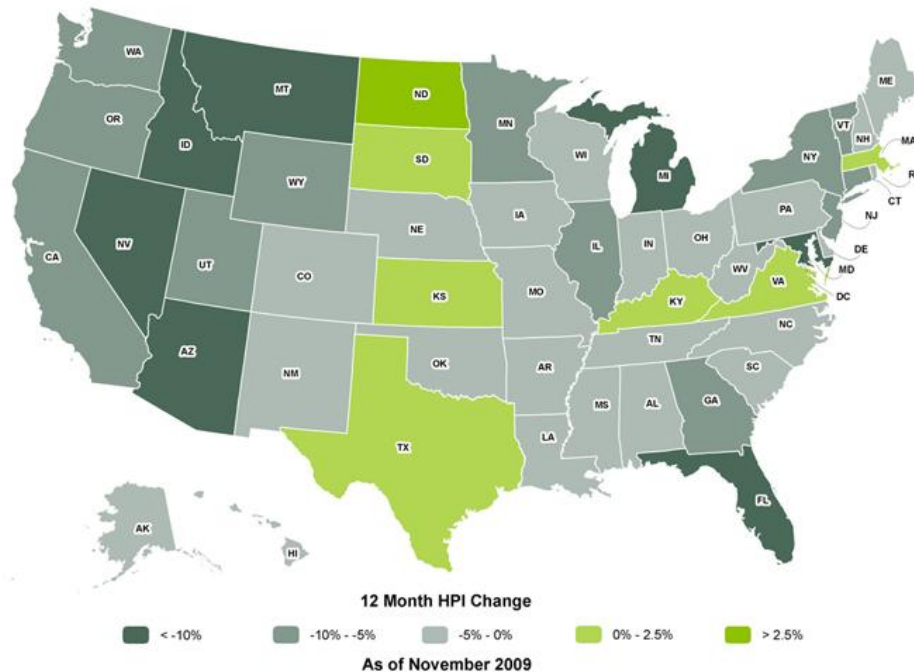 WA
MT
ND
MN
ME
OR
ID
SD
WI
VT
NH
NY
MA
R
CT
WY
MI
IA
PA
NJ
NE
NV
UT
CA
CO
IL
IN
OH
DE
MD
WV
VA
DC
KS
MO
KY
NC
TN
AZ
NM
OK
AR
SC
MS
AL
GA
LA
TX
FL
AK
HI
12 Month HPI Change
< -10%
-10% - -5%
-5% - 0%
0% - 2.5%
> 2.5%
As of November 2009